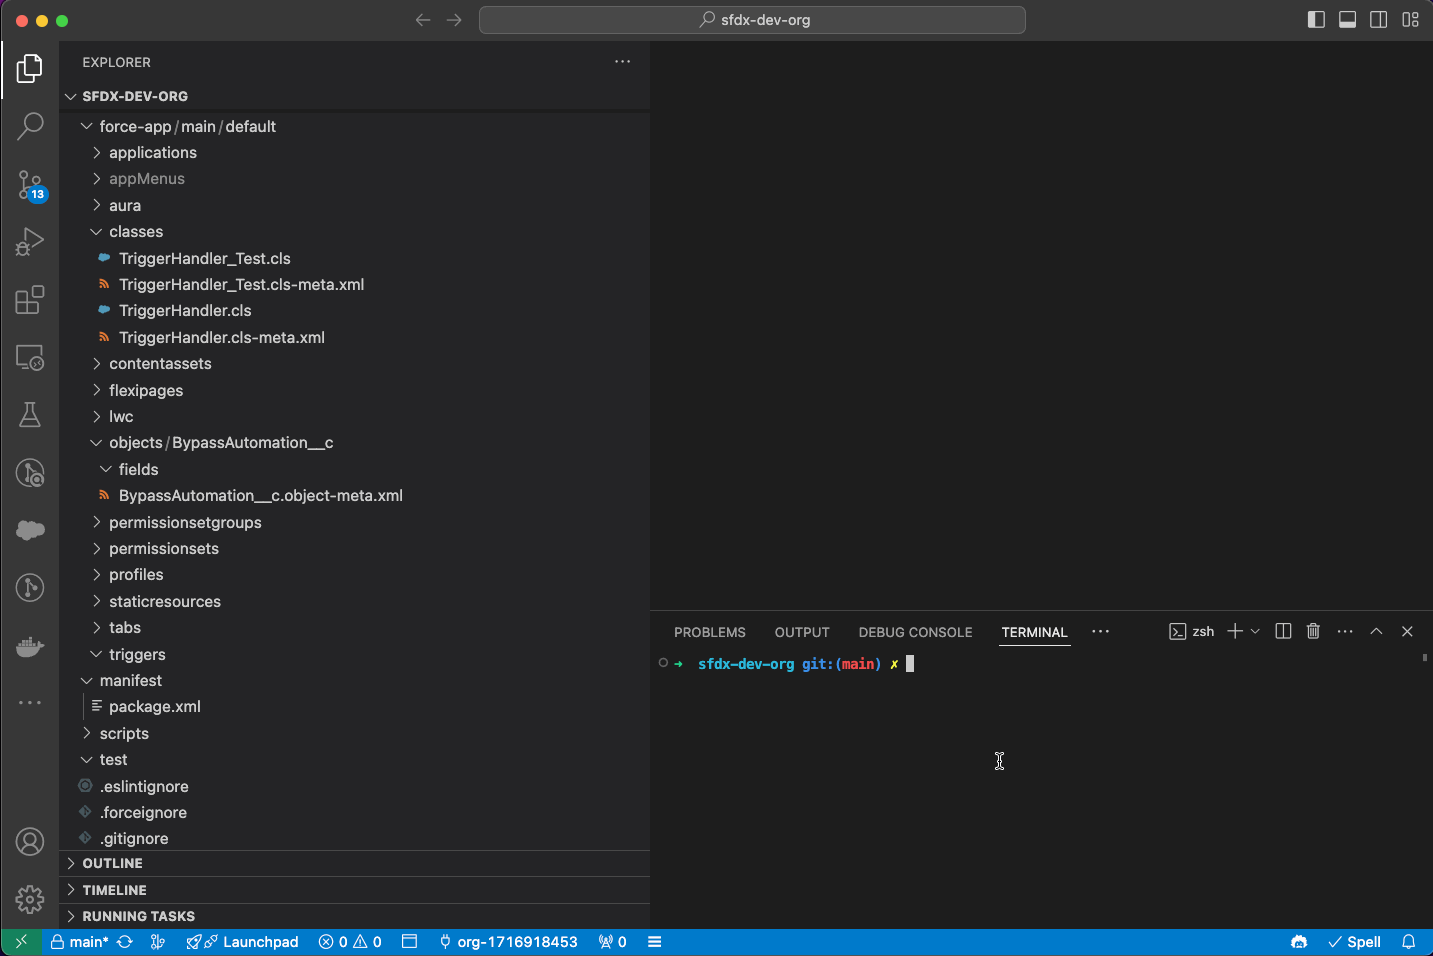 sfdx-dev-org
EXPLORER
SFDX-DEV-ORG
force-app/main/default
applications
appMenus
13
aura
classes
TriggerHandler_Test.cls
TriggerHandler_Test.cls-meta.xml
TriggerHandler.cls
TriggerHandler.cls-meta.xml
contentassets
flexipages
lwc
objects/BypassAutomation__c
fields
BypassAutomation__c.object-meta.xml
permissionsetgroups
permissionsets
profiles
staticresources
tabs
triggers
manifest
package.xml
scripts
test
.eslintignore
.forceignore
.gitignore
OUTLINE
TIMELINE
RUNNING TASKS
PROBLEMS OUTPUT DEBUG CONSOLE TERMINAL zsh
sfdx-dev-org git:(main) ✗
main* Launchpad 0 0 org-1716918453 0 Spell